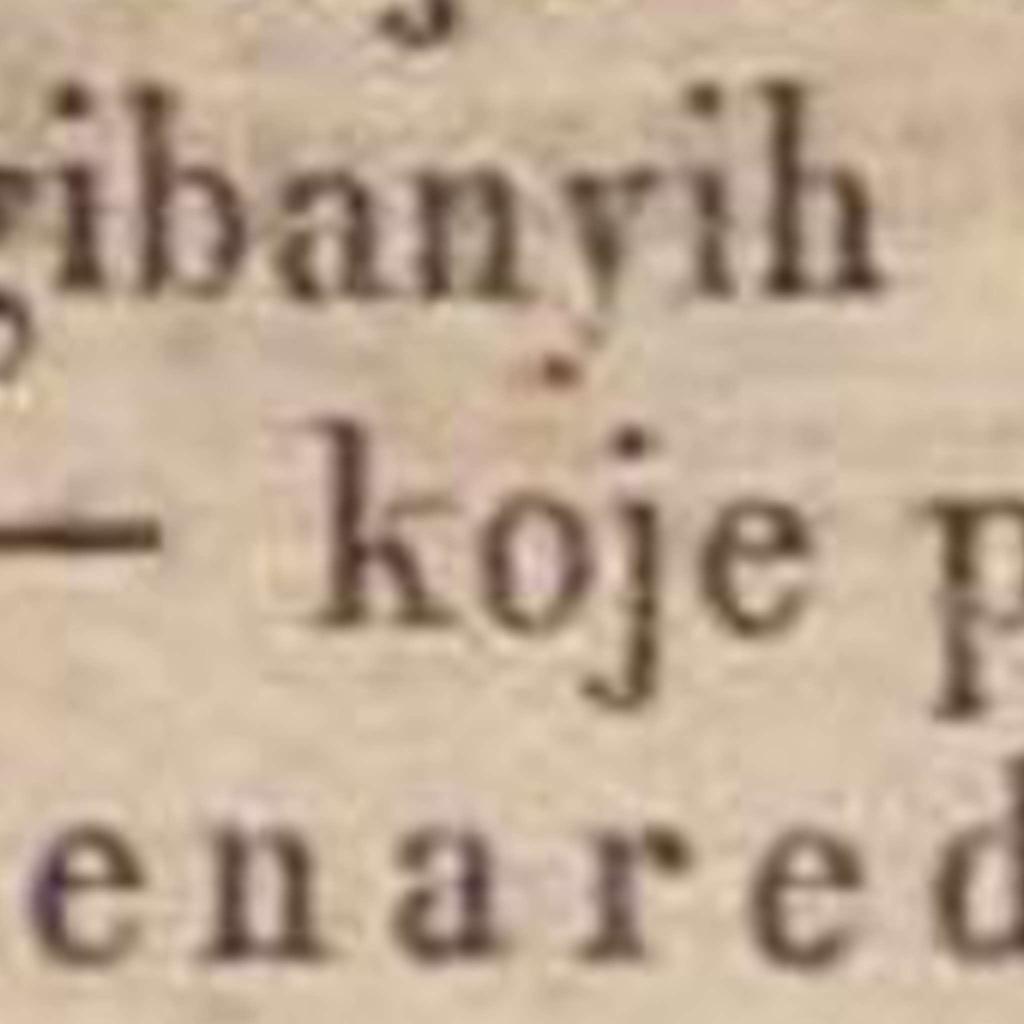 gibanyih
— koje p
enared